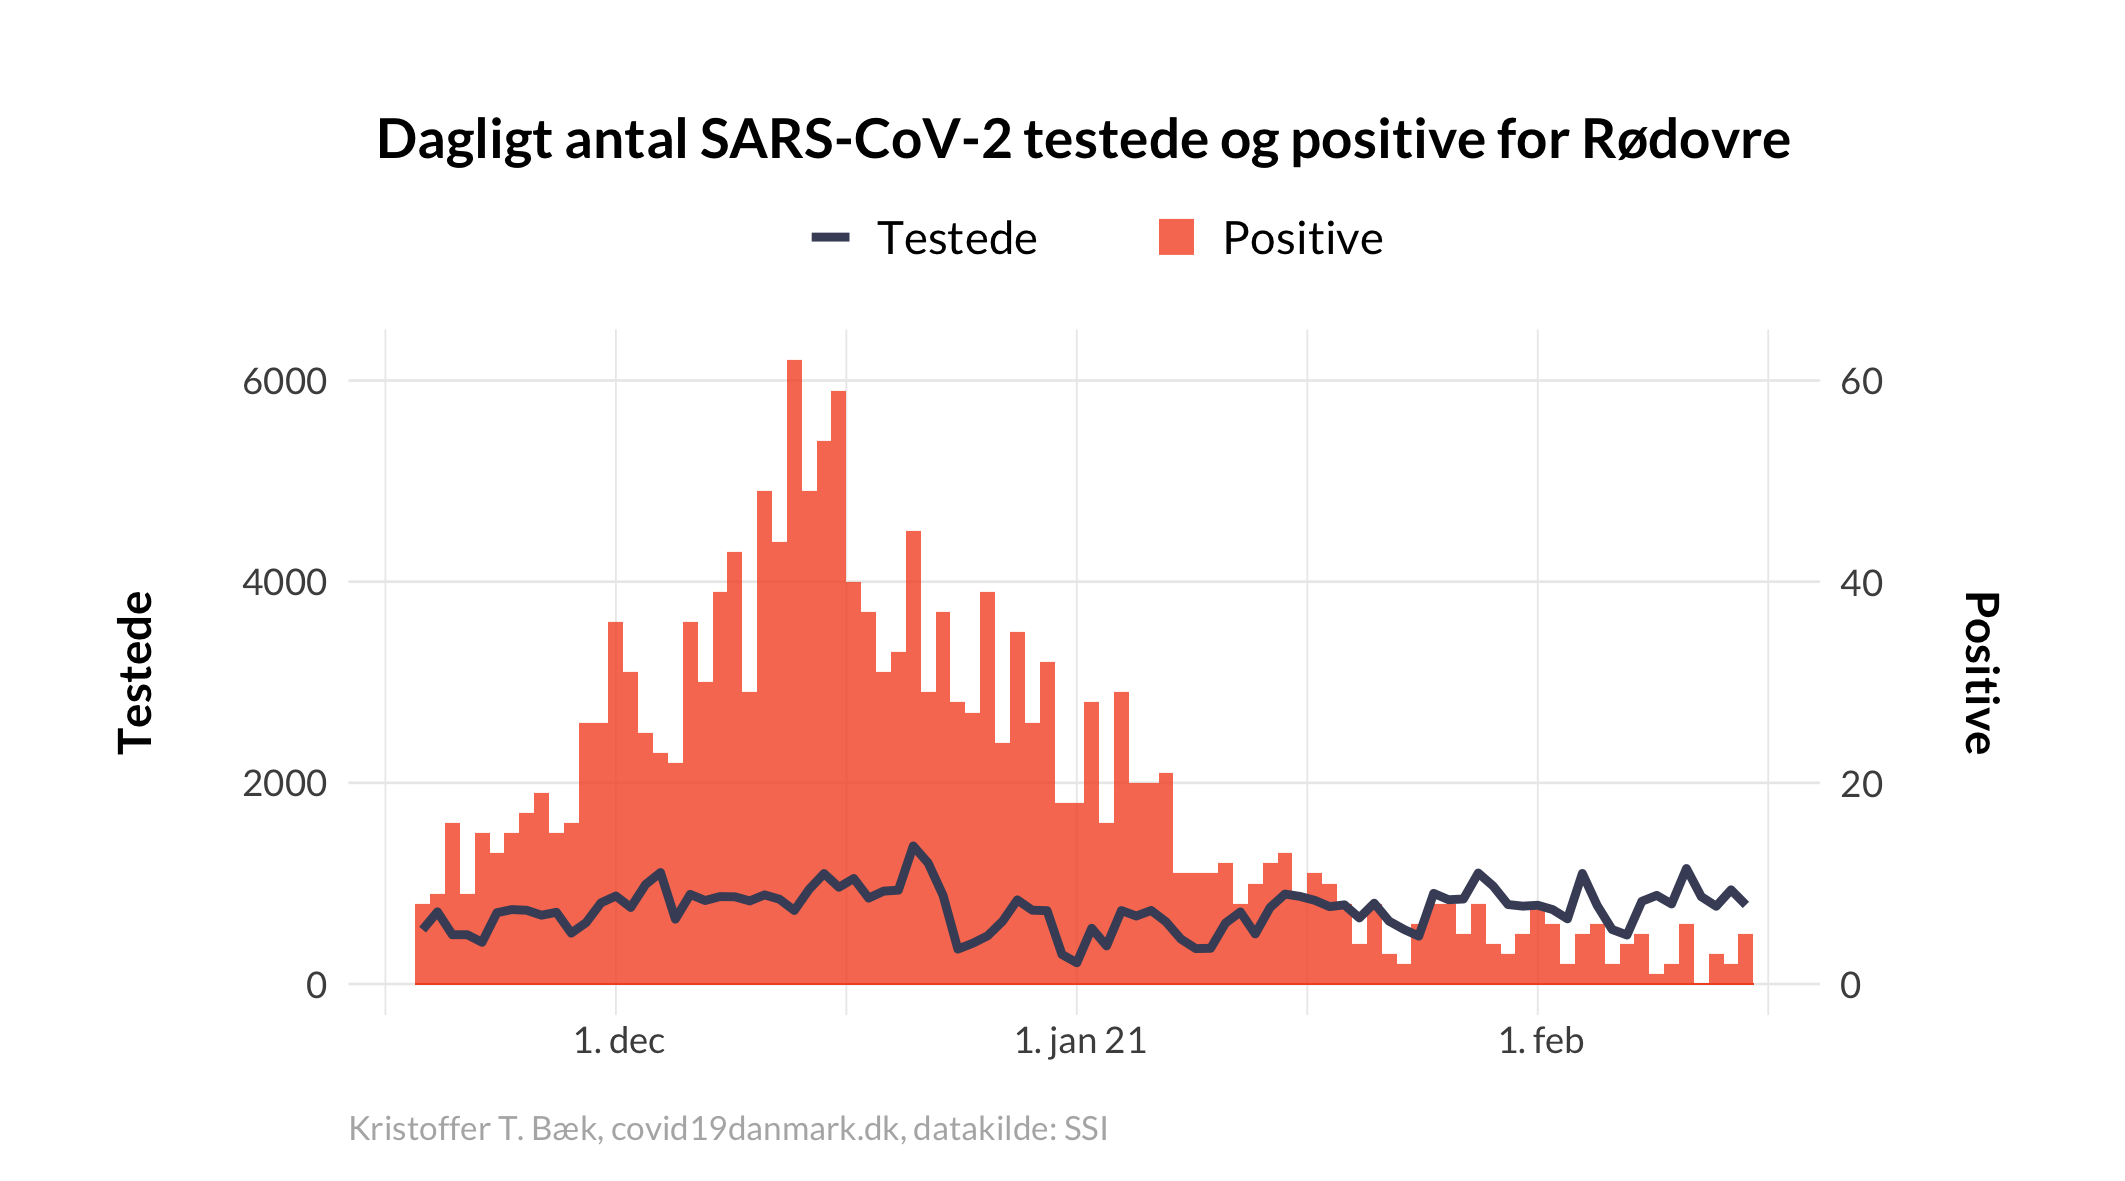 Dagligt antal SARS-CoV-2 testede og positive for Rødovre
Testede
Positive
6000
4000
2000
0
Testede
60
40
20
0
Positive
1. dec
1. jan 21
1. feb
Kristoffer T. Bæk, covid19danmark.dk, datakilde: SSI